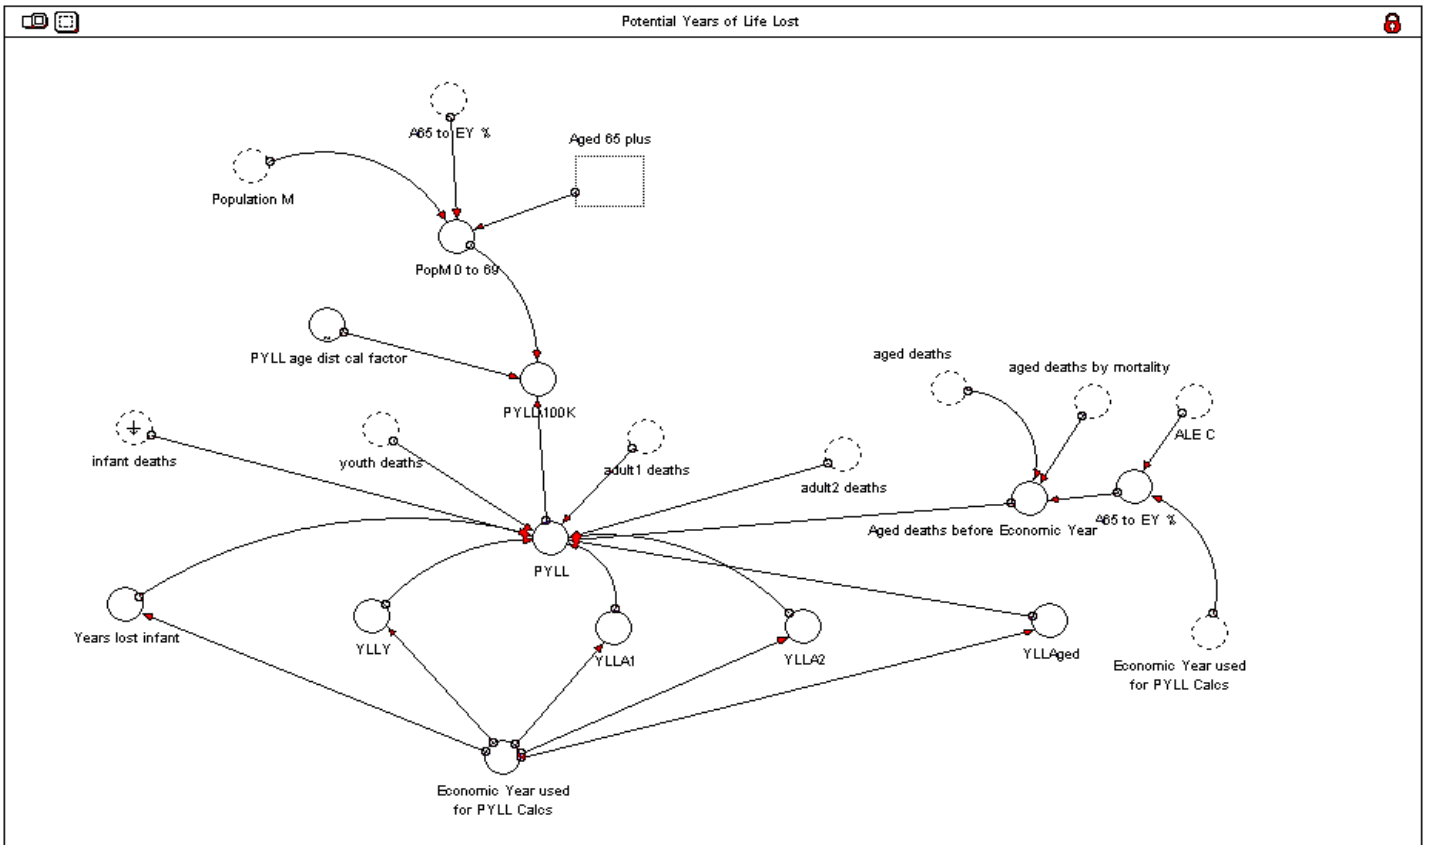 Potential Years of Life Lost
A65 to EY %
Aged 65 plus
Population M
PopM 0 to 69
PYLL age dist cal factor
aged deaths
aged deaths by mortality
PYLL\100K
ALE C
infant deaths
youth deaths
adult1 deaths
adult2 deaths
Aged deaths before Economic Year
A65 to EY %
PYLL
Years lost infant
YLLY
YLLA1
YLLA2
YLLAged
Economic Year used
for PYLL Calcs
Economic Year used
for PYLL Calcs